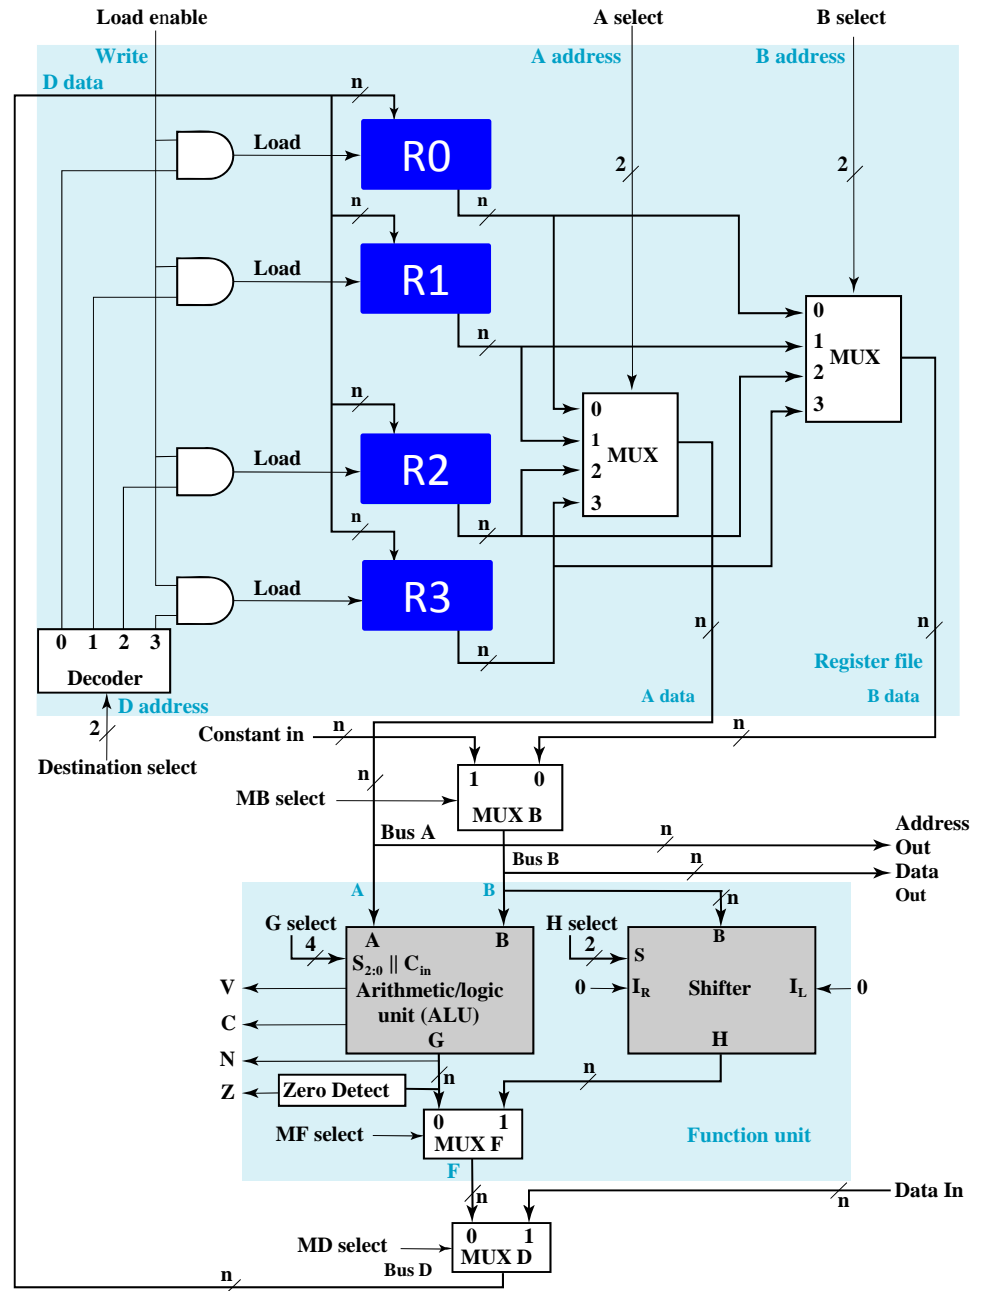 Load enable
A select
B select
Write
A address
B address
D data
n
Load
R0
2
2
n
n
Load
R1
0
1
MUX
2
3
n
n
0
1
MUX
2
3
Load
R2
n
n
Load
R3
n
n
n
0 1 2 3
Decoder
Register file
D address
A data
B data
2
Constant in
n
n
Destination select
n
1 0
MB select
MUX B
Address
Bus A
n
Out
Bus B
n
Data
Out
A
B
n
G select
4
H select
2
A
B
B
S2:0 || Cin
S
V
Arithmetic/logic
unit (ALU)
0
IR
Shifter
IL
0
C
G
H
N
n
n
Z
Zero Detect
0 1
MF select
MUX F
Function unit
F
n
n
Data In
0 1
MD select
MUX D
Bus D
n